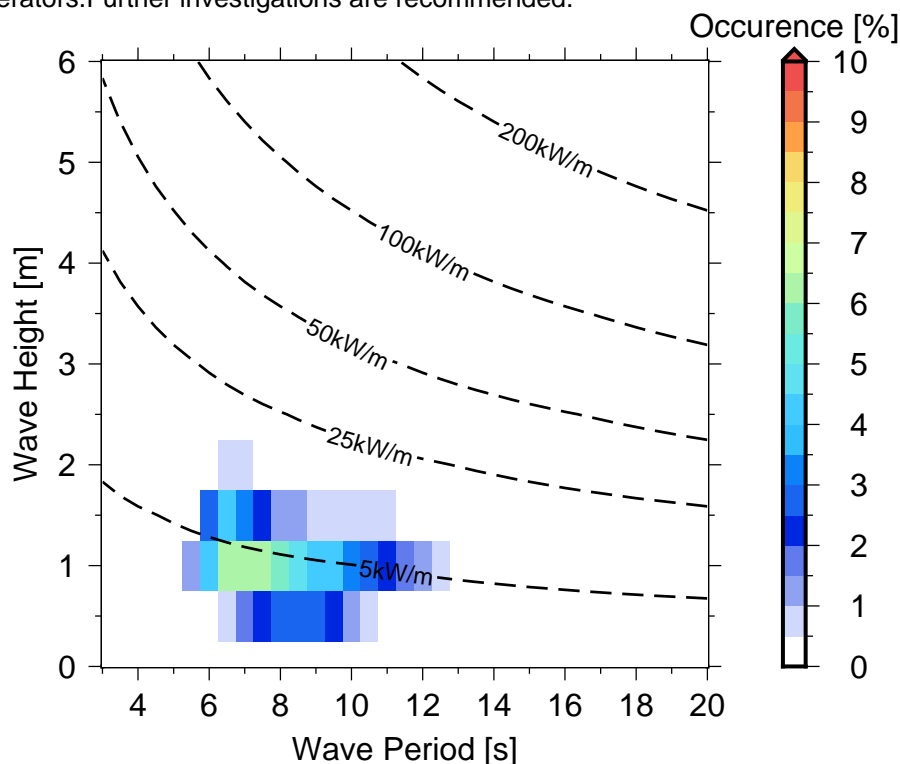 erators.Further investigations are recommended.
Occurence [%]
6
5
4
3
2
1
0
Wave Height [m]
200kW/m
100kW/m
50kW/m
25kW/m
5kW/m
4 6 8 10 12 14 16 18 20
Wave Period [s]
10
9
8
7
6
5
4
3
2
1
0